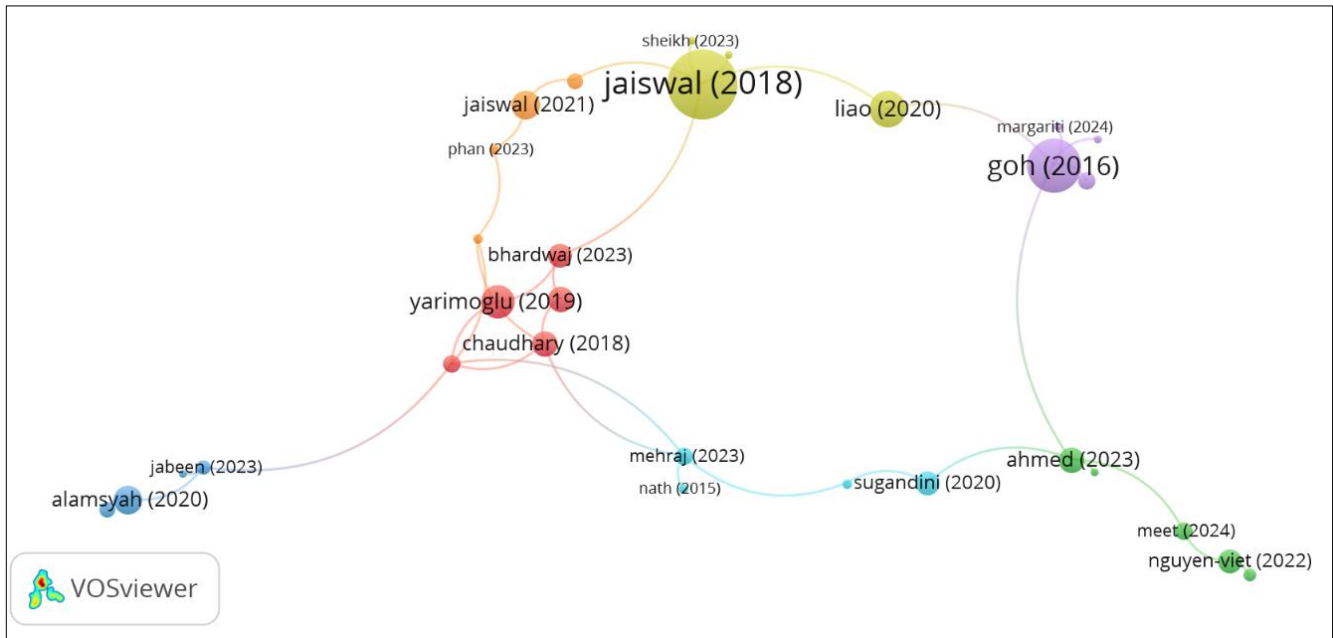 sheikh (2023)
jaiswal (2018)
jaiswal (2021)
liao (2020)
margariti (2024)
phan (2023)
goh (2016)
bhardwaj (2023)
yarimoglu (2019)
chaudhary (2018)
mehraj (2023)
ahmed (2023)
jabeen (2023)
sugandini (2020)
nath (2015)
alamsyah (2020)
meet (2024)
nguyen-viet (2022)
VOSviewer